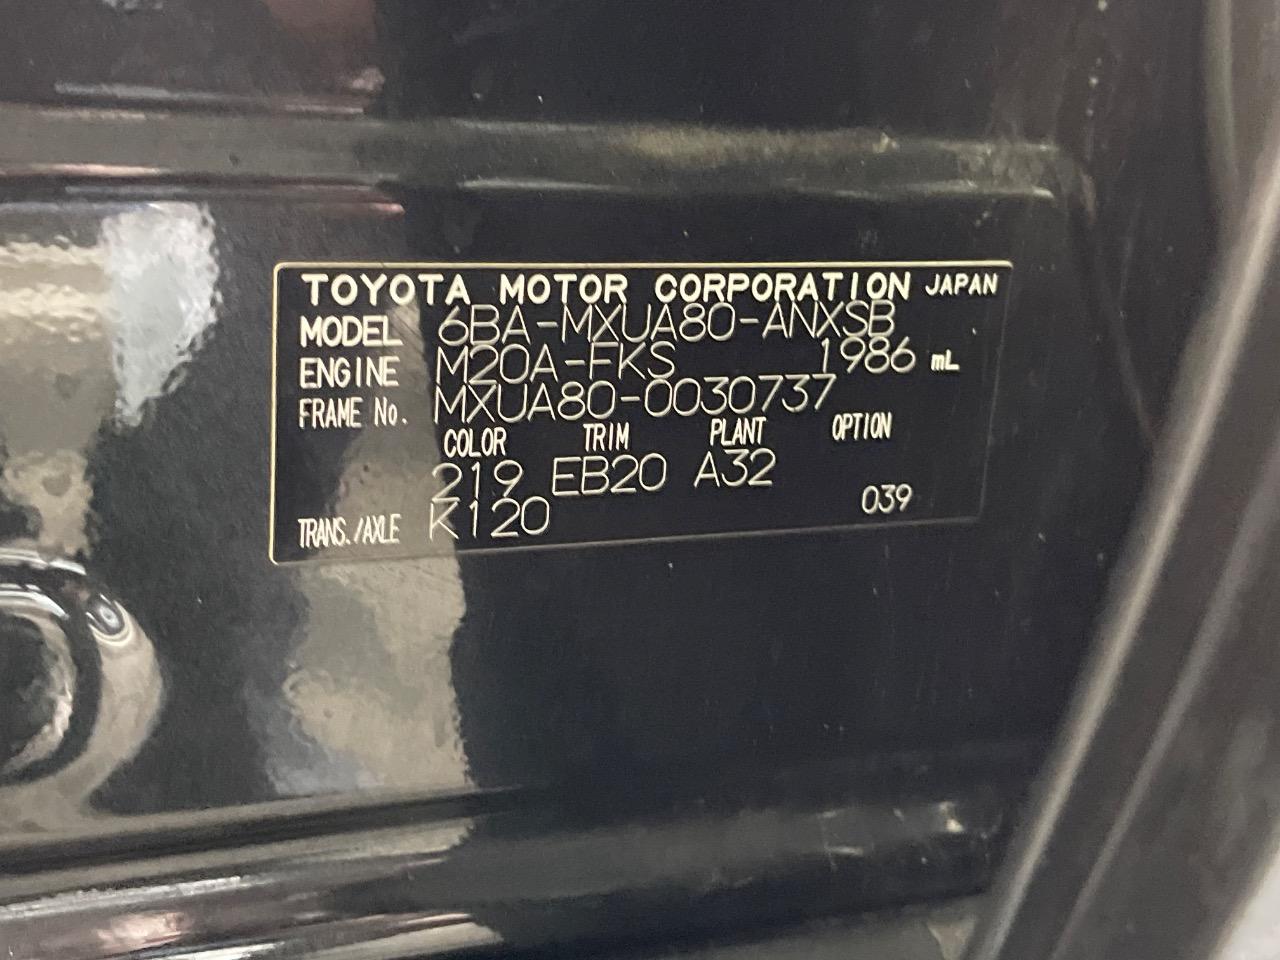 TOYOTA MOTOR CORPORATION JAPAN
MODEL 6BA-MXUA80-ANXSB
ENGINE M20A-FKS 1986 mL
FRAME No. MXUA80-0030737
COLOR TRIM PLANT OPTION
219 EB20 A32
TRANS./AXLE K120 039